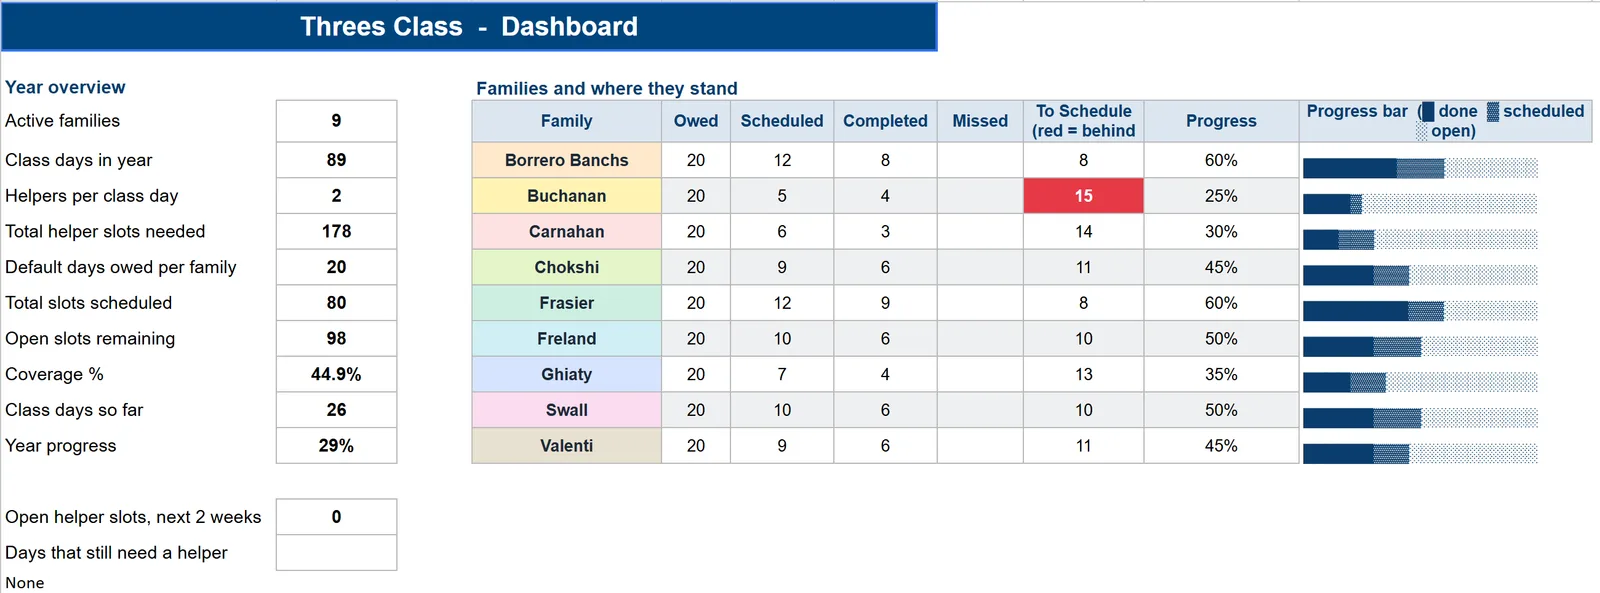 Threes Class - Dashboard
Year overview
Active families 9
Class days in year 89
Helpers per class day 2
Total helper slots needed 178
Default days owed per family 20
Total slots scheduled 80
Open slots remaining 98
Coverage % 44.9%
Class days so far 26
Year progress 29%
Open helper slots, next 2 weeks 0
Days that still need a helper
None
Families and where they stand
Family Owed Scheduled Completed Missed To Schedule (red = behind Progress Progress bar (█ done ▓ scheduled ░ open)
Borrero Banchs 20 12 8 8 60%
Buchanan 20 5 4 15 25%
Carnahan 20 6 3 14 30%
Chokshi 20 9 6 11 45%
Frasier 20 12 9 8 60%
Freland 20 10 6 10 50%
Ghiaty 20 7 4 13 35%
Swall 20 10 6 10 50%
Valenti 20 9 6 11 45%